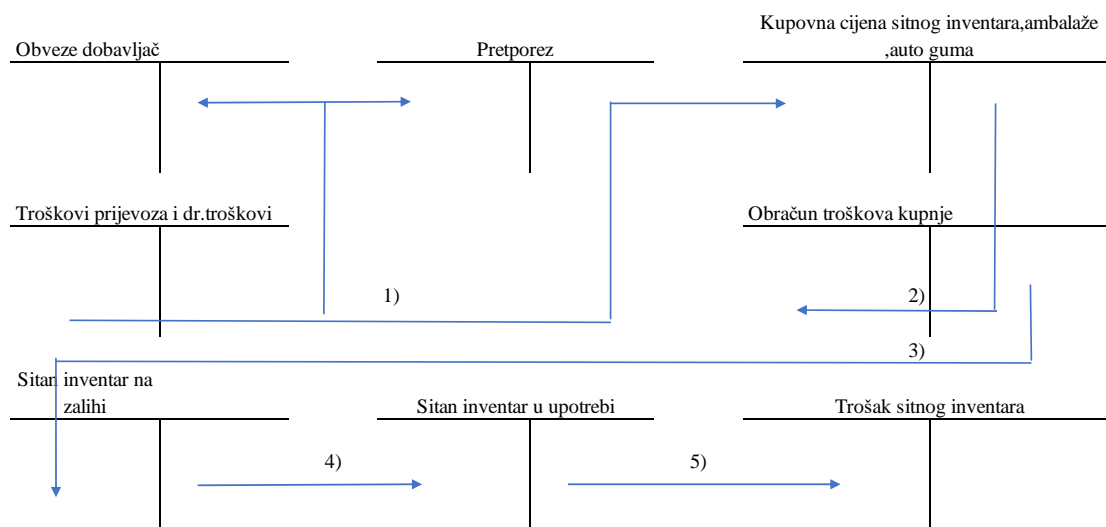 Kupovna cijena sitnog inventara,ambalaže
Obveze dobavljač
Pretporez
,auto guma
Troškovi prijevoza i dr.troškovi
Obračun troškova kupnje
1)
2)
3)
Sitan inventar na
zalihi
Sitan inventar u upotrebi
Trošak sitnog inventara
4)
5)